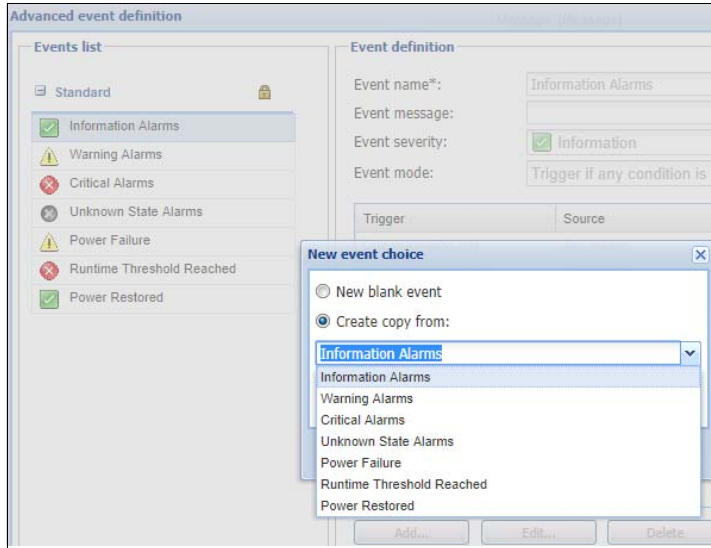 Advanced event definition
Message (Message)
Events list
Standard
Information Alarms
Warning Alarms
Critical Alarms
Unknown State Alarms
Power Failure
Runtime Threshold Reached
Power Restored
Event definition
Event name*: Information Alarms
Event message:
Event severity: Information
Event mode: Trigger if any condition is
Trigger Source
New event choice
New blank event
Create copy from:
Information Alarms
Information Alarms
Warning Alarms
Critical Alarms
Unknown State Alarms
Power Failure
Runtime Threshold Reached
Power Restored
Add... Edit... Delete